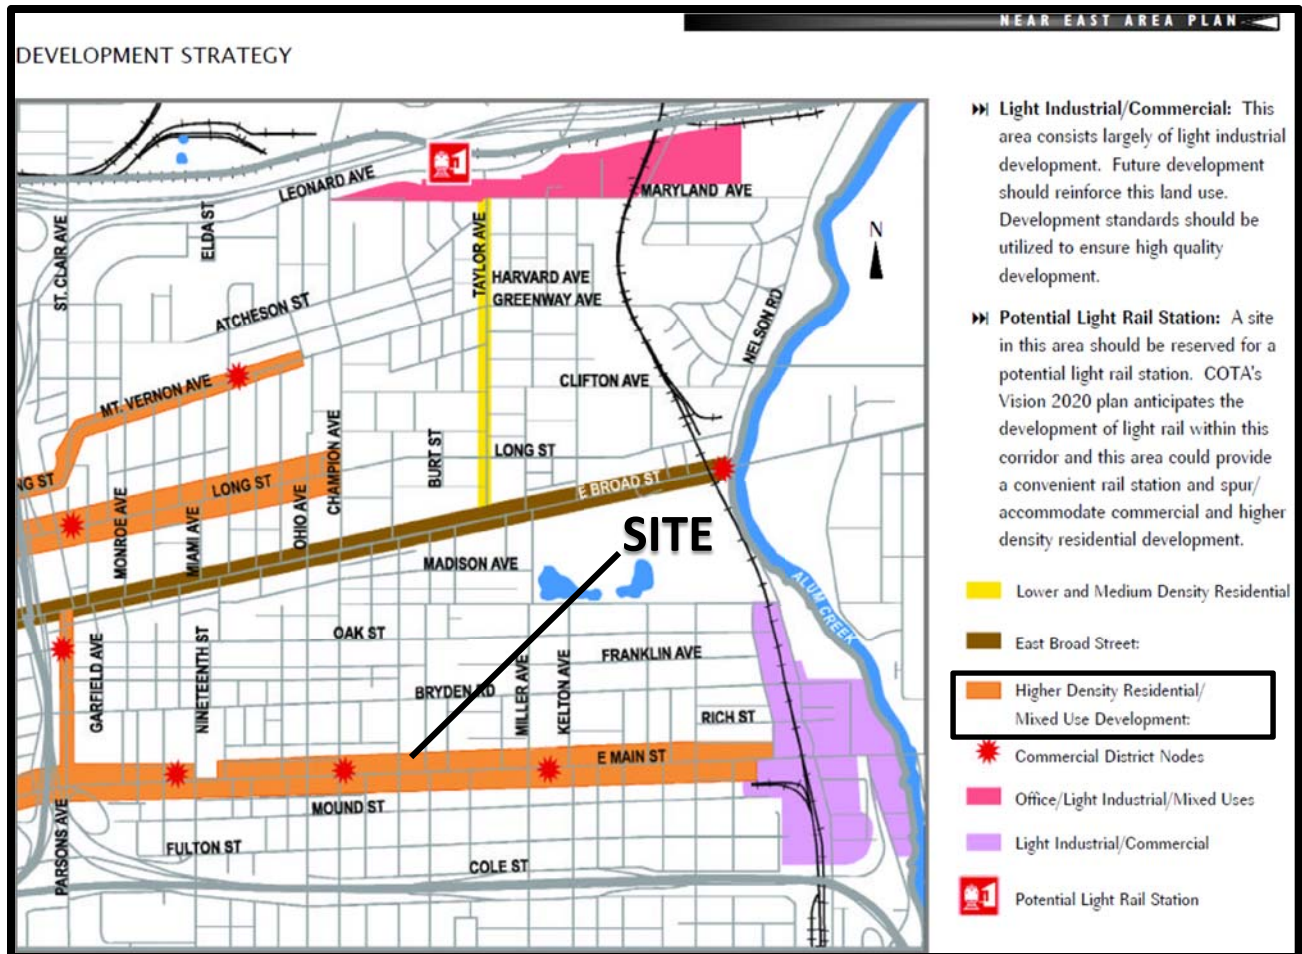 NEAR EAST AREA PLAN
DEVELOPMENT STRATEGY
LEONARD AVE
MARYLAND AVE
ST. CLAIR AVE
ELDA ST
TAYLOR AVE
N
HARVARD AVE
GREENWAY AVE
ATCHESON ST
NELSON RD
MT. VERNON AVE
CLIFTON AVE
CHAMPION AVE
BURT ST
LONG ST
NG ST
LONG ST
E BROAD ST
MONROE AVE
MIAMI AVE
OHIO AVE
SITE
MADISON AVE
ALUM CREEK
OAK ST
GARFIELD AVE
NINETEENTH ST
FRANKLIN AVE
BRYDEN RD
MILLER AVE
KELTON AVE
RICH ST
E MAIN ST
MOUND ST
PARSONS AVE
FULTON ST
COLE ST
Light Industrial/Commercial: This
area consists largely of light industrial
development. Future development
should reinforce this land use.
Development standards should be
utilized to ensure high quality
development.
Potential Light Rail Station: A site
in this area should be reserved for a
potential light rail station. COTA's
Vision 2020 plan anticipates the
development of light rail within this
corridor and this area could provide
a convenient rail station and spur/
accommodate commercial and higher
density residential development.
Lower and Medium Density Residential
East Broad Street:
Higher Density Residential/
Mixed Use Development:
Commercial District Nodes
Office/Light Industrial/Mixed Uses
Light Industrial/Commercial
Potential Light Rail Station